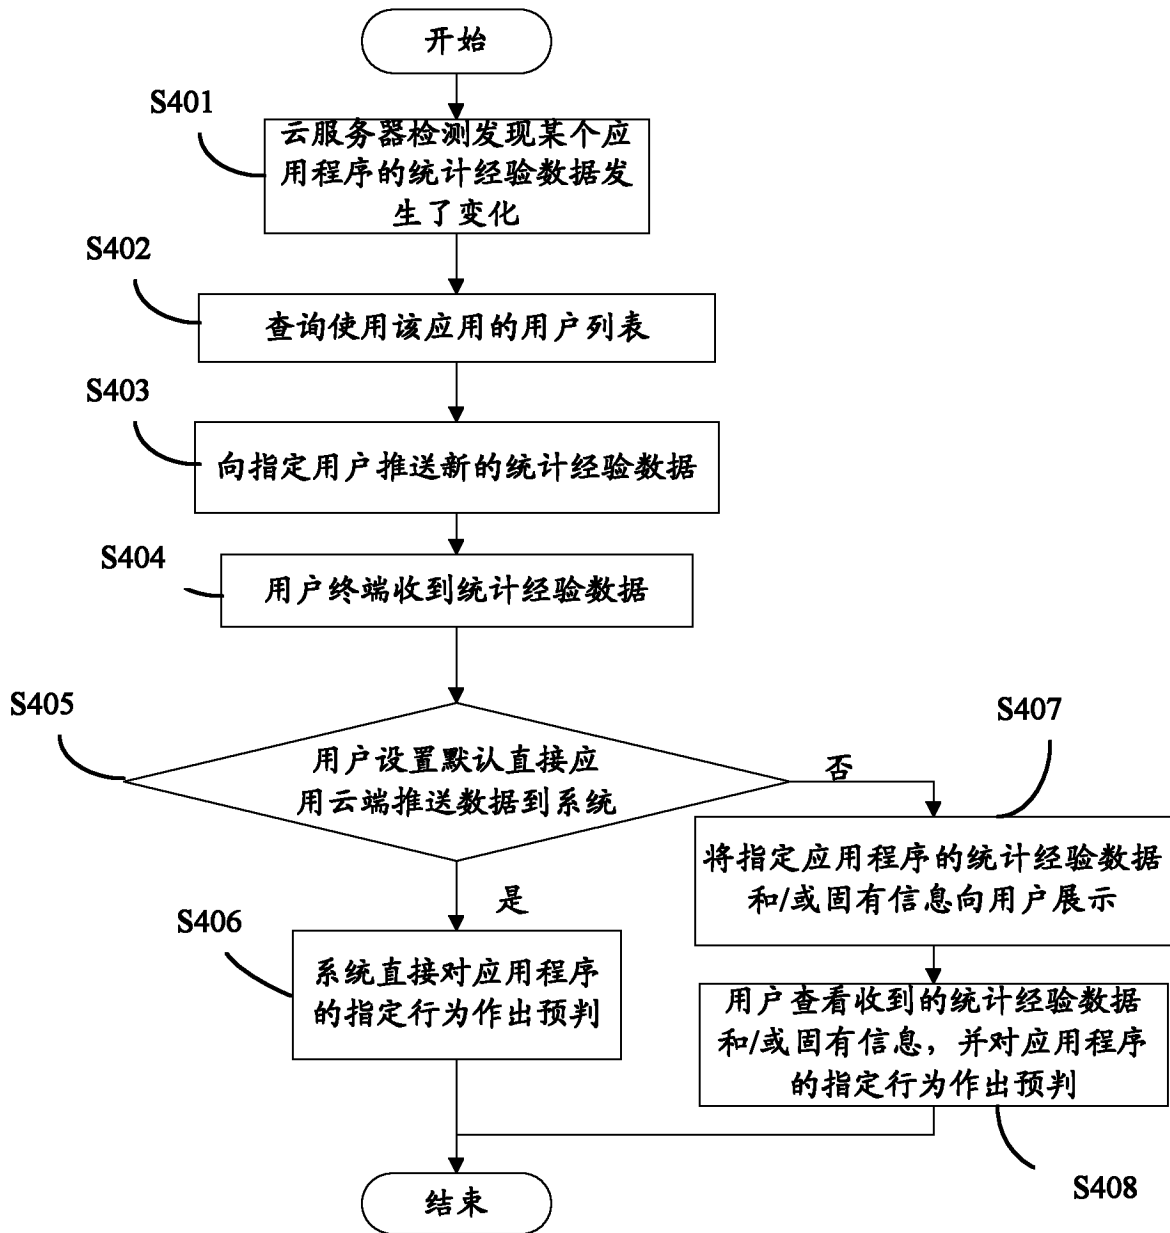 开始
S401
云服务器检测发现某个应
用程序的统计经验数据发
生了变化
S402
查询使用该应用的用户列表
S403
向指定用户推送新的统计经验数据
S404
用户终端收到统计经验数据
S405
用户设置默认直接应
用云端推送数据到系统
否
S407
将指定应用程序的统计经验数据
和/或固有信息向用户展示
是
S406
系统直接对应用程序
的指定行为作出预判
用户查看收到的统计经验数据
和/或固有信息，并对应用程序
的指定行为作出预判
S408
结束